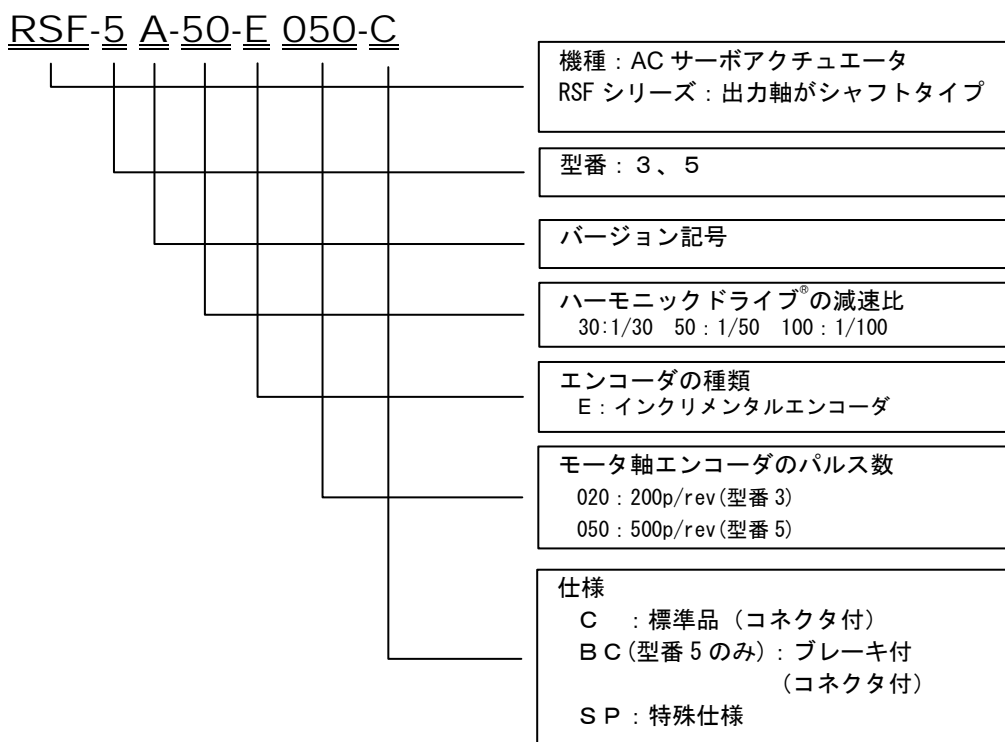 RSF-5 A-50-E 050-C
機種：AC サーボアクチュエータ
RSF シリーズ：出力軸がシャフトタイプ
型番：３、５
バージョン記号
ハーモニックドライブ®の減速比
30:1/30 50：1/50 100：1/100
エンコーダの種類
E：インクリメンタルエンコーダ
モータ軸エンコーダのパルス数
020：200p/rev(型番 3)
050：500p/rev(型番 5)
仕様
Ｃ ：標準品（コネクタ付）
ＢＣ(型番 5 のみ)：ブレーキ付
（コネクタ付）
ＳＰ：特殊仕様